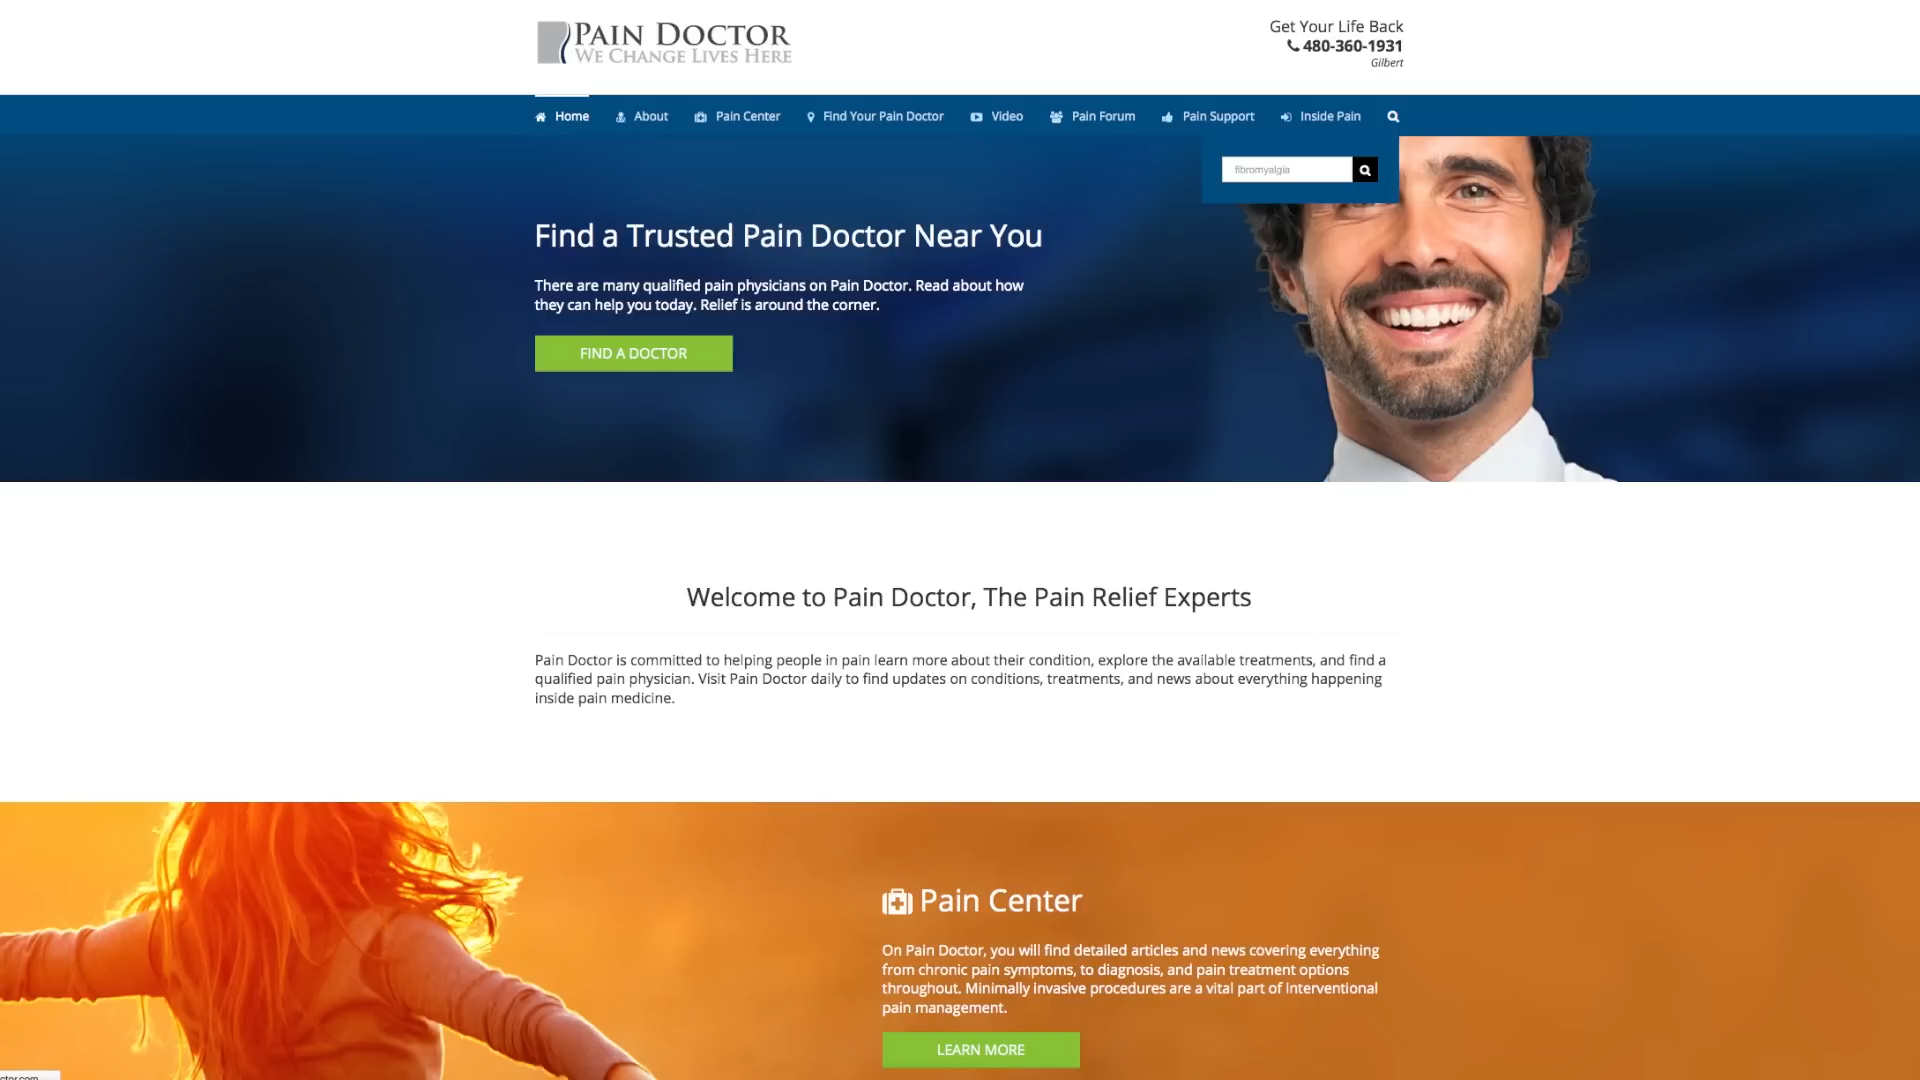 PAIN DOCTOR
WE CHANGE LIVES HERE
Get Your Life Back
480-360-1931
Gilbert
Home About Pain Center Find Your Pain Doctor Video Pain Forum Pain Support Inside Pain
fibromyalgia
Find a Trusted Pain Doctor Near You
There are many qualified pain physicians on Pain Doctor. Read about how
they can help you today. Relief is around the corner.
FIND A DOCTOR
Welcome to Pain Doctor, The Pain Relief Experts
Pain Doctor is committed to helping people in pain learn more about their condition, explore the available treatments, and find a
qualified pain physician. Visit Pain Doctor daily to find updates on conditions, treatments, and news about everything happening
inside pain medicine.
Pain Center
On Pain Doctor, you will find detailed articles and news covering everything
from chronic pain symptoms, to diagnosis, and pain treatment options
throughout. Minimally invasive procedures are a vital part of interventional
pain management.
LEARN MORE